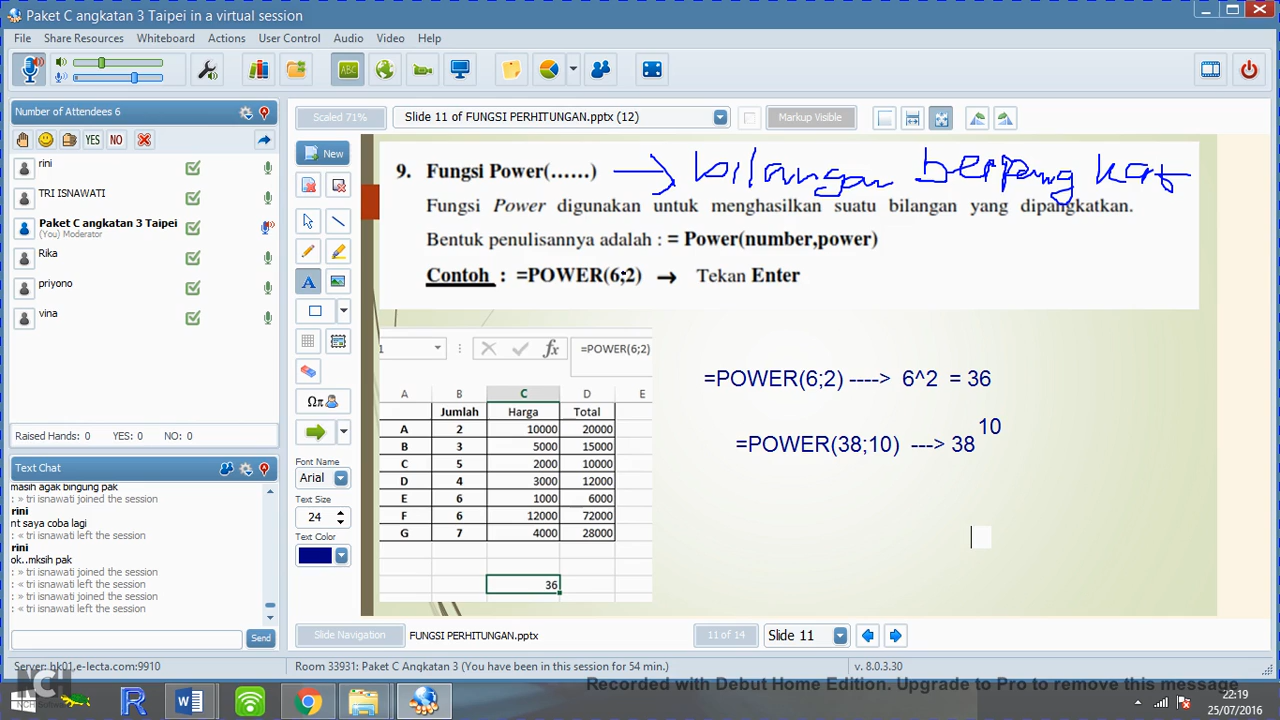 Paket C angkatan 3 Taipei in a virtual session
File Share Resources Whiteboard Actions User Control Audio Video Help
Number of Attendees 6
YES NO
rini
TRI ISNAWATI
Paket C angkatan 3 Taipei
(You) Moderator
Rika
priyono
vina
Raised Hands: 0 YES: 0 NO: 0
Text Chat
masih agak bingung pak
: » tri isnawati joined the session
rini
nt saya coba lagi
: « tri isnawati left the session
rini
ok..mksih pak
: » tri isnawati joined the session
: « tri isnawati left the session
: » tri isnawati joined the session
: « tri isnawati left the session
Send
Scaled 71%
Slide 11 of FUNGSI PERHITUNGAN.pptx (12)
Markup Visible
New
ABC
A
Ωπ
Font Name
Arial
Text Size
24
Text Color
9. Fungsi Power(......) → bilangan berpangkat
Fungsi Power digunakan untuk menghasilkan suatu bilangan yang dipangkatkan.
Bentuk penulisannya adalah : = Power(number,power)
Contoh : =POWER(6;2) → Tekan Enter
1 fx =POWER(6;2)
A B C D E
Jumlah Harga Total
A 2 10000 20000
B 3 5000 15000
C 5 2000 10000
D 4 3000 12000
E 6 1000 6000
F 6 12000 72000
G 7 4000 28000
36
=POWER(6;2) ----> 6^2 = 36
=POWER(38;10) ---> 38 10
Slide Navigation FUNGSI PERHITUNGAN.pptx 11 of 14 Slide 11
Server: bk01.e-lecta.com:9910 Room 33931: Paket C Angkatan 3 (You have been in this session for 54 min.) v. 8.0.3.30
Recorded with Debut Home Edition. Upgrade to Pro to remove this message
NCH Software
22:19
25/07/2016